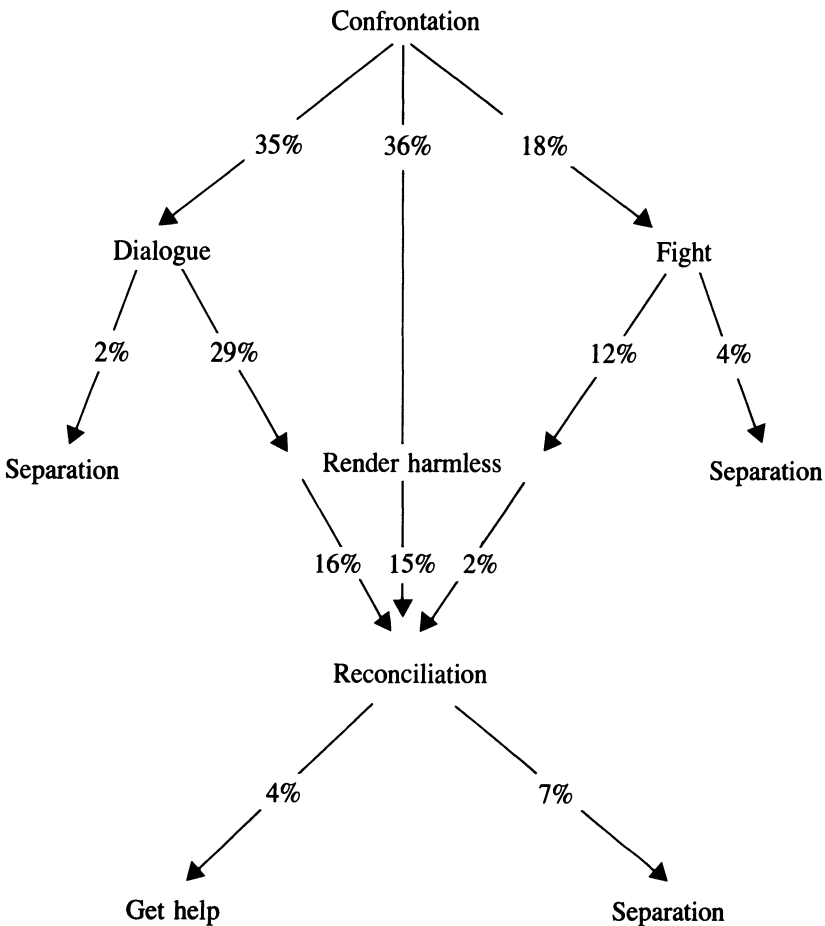 Confrontation
35% 36% 18%
Dialogue Fight
2% 29% 12% 4%
Separation Render harmless Separation
16% 15% 2%
Reconciliation
4% 7%
Get help Separation